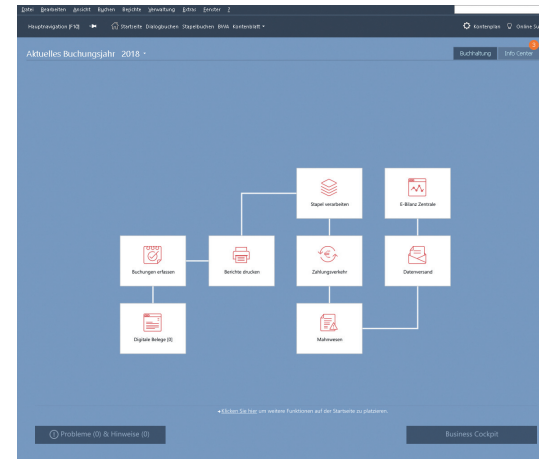 Datei Bearbeiten Ansicht Buchen Berichte Verwaltung Extras Fenster ?
Hauptnavigation [F10] Startseite Dialogbuchen Stapelbuchen BWA Kontenblatt Kontenplan Online Su
Aktuelles Buchungsjahr 2018
Buchhaltung Info Center
Stapel verarbeiten E-Bilanz Zentrale
Buchungen erfassen Berichte drucken Zahlungsverkehr Datenversand
Digitale Belege (0) Mahnwesen
Klicken Sie hier um weitere Funktionen auf der Startseite zu platzieren.
Probleme (0) & Hinweise (0) Business Cockpit